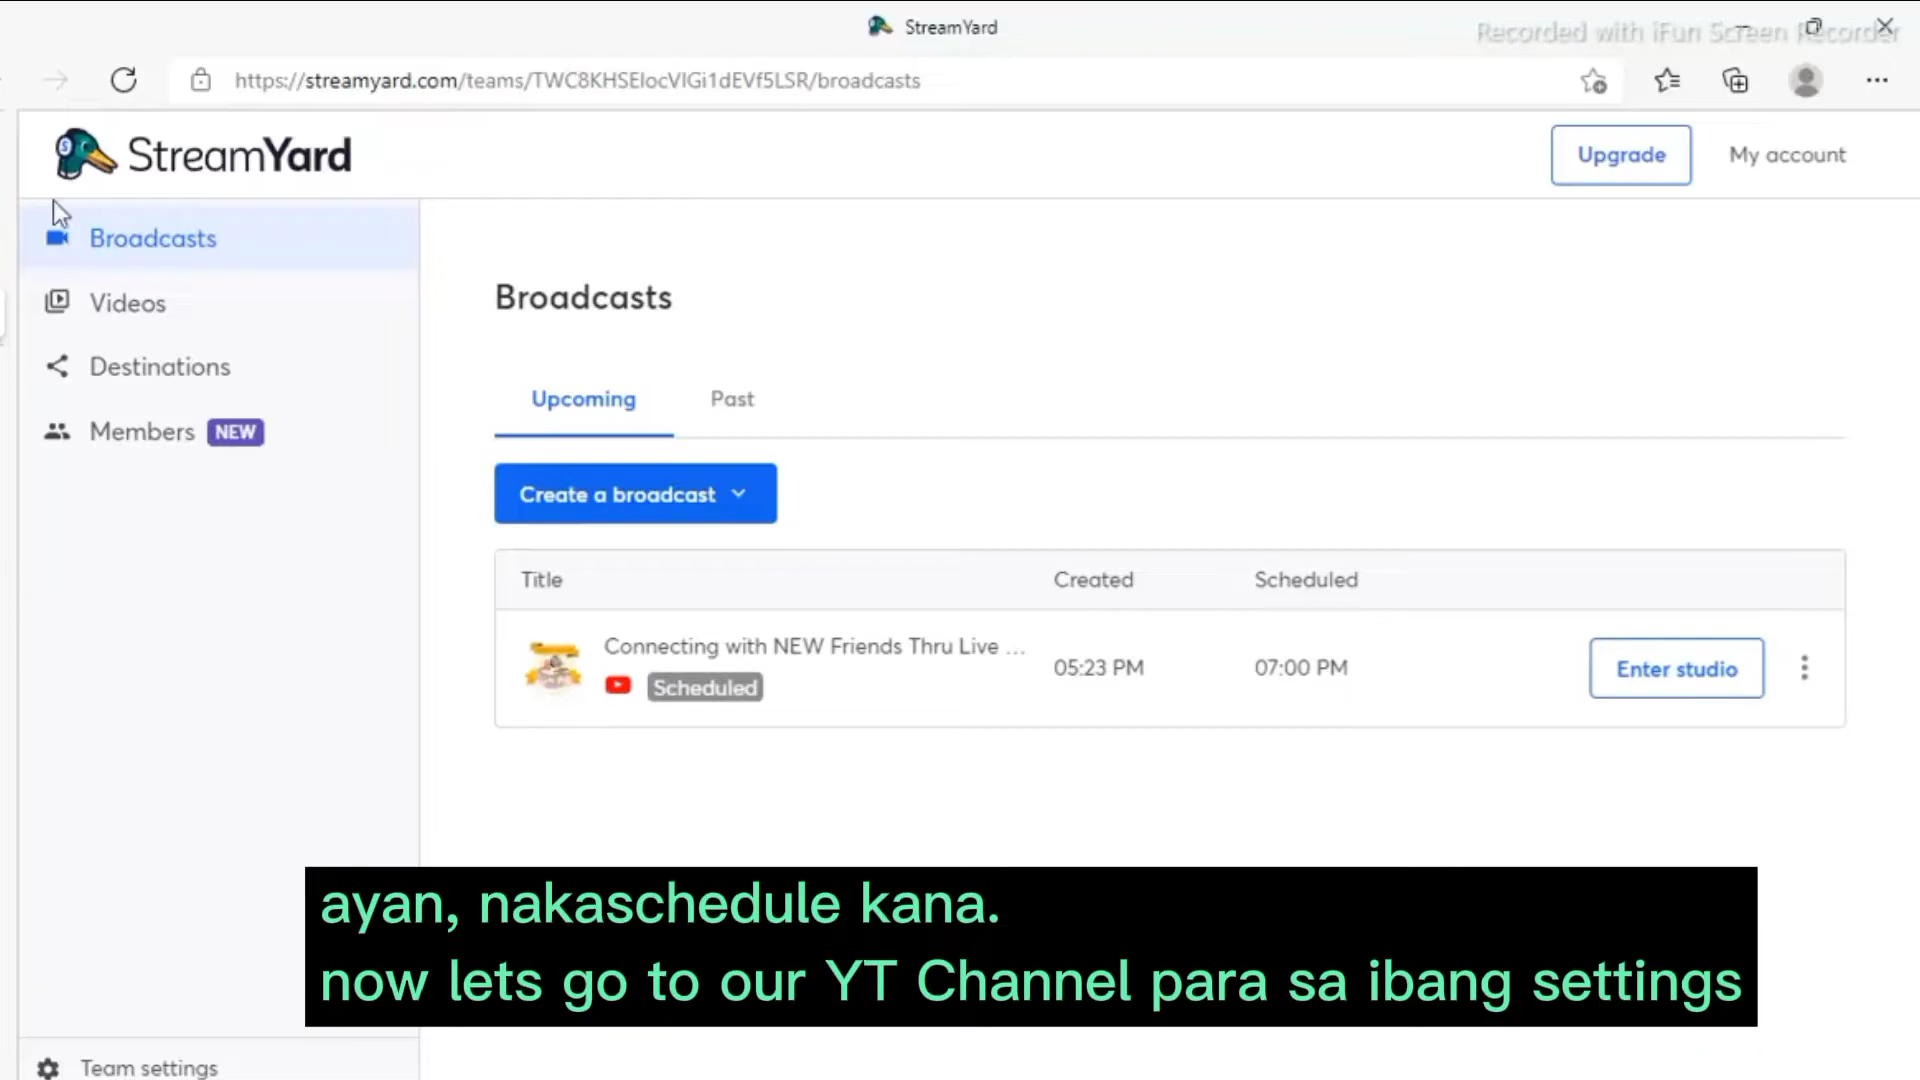 StreamYard
Recorded with iFun Screen Recorder
https://streamyard.com/teams/TWC8KHSEIocVIGi1dEVf5LSR/broadcasts
StreamYard
Upgrade
My account
Broadcasts
Videos
Destinations
Members NEW
Team settings
Broadcasts
Upcoming
Past
Create a broadcast
Title
Created
Scheduled
Connecting with NEW Friends Thru Live ...
Scheduled
05:23 PM
07:00 PM
Enter studio
ayan, nakaschedule kana.
now lets go to our YT Channel para sa ibang settings